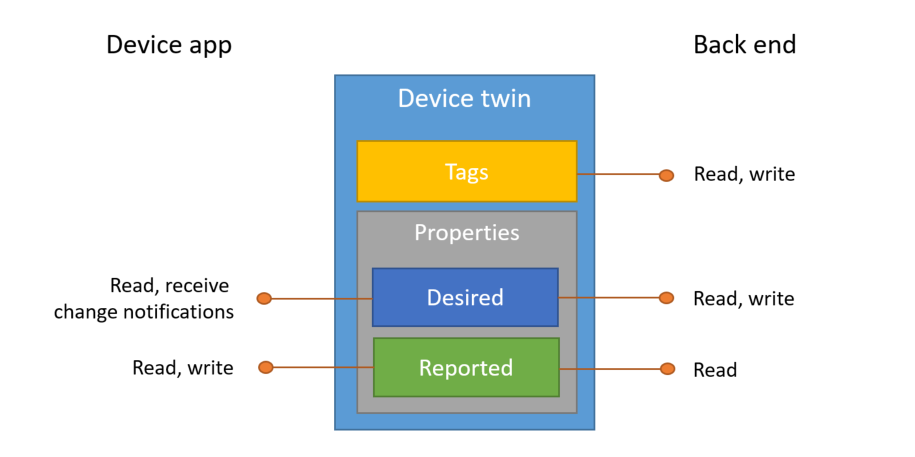 Device app
Back end
Device twin
Tags
Read, write
Properties
Read, receive
change notifications
Desired
Read, write
Read, write
Reported
Read